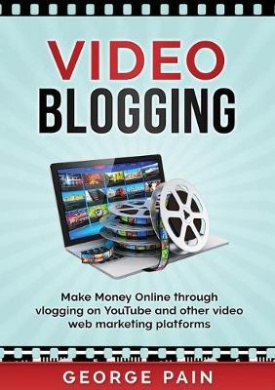 VIDEO
BLOGGING
Make Money Online through
vlogging on YouTube and other video
web marketing platforms
GEORGE PAIN